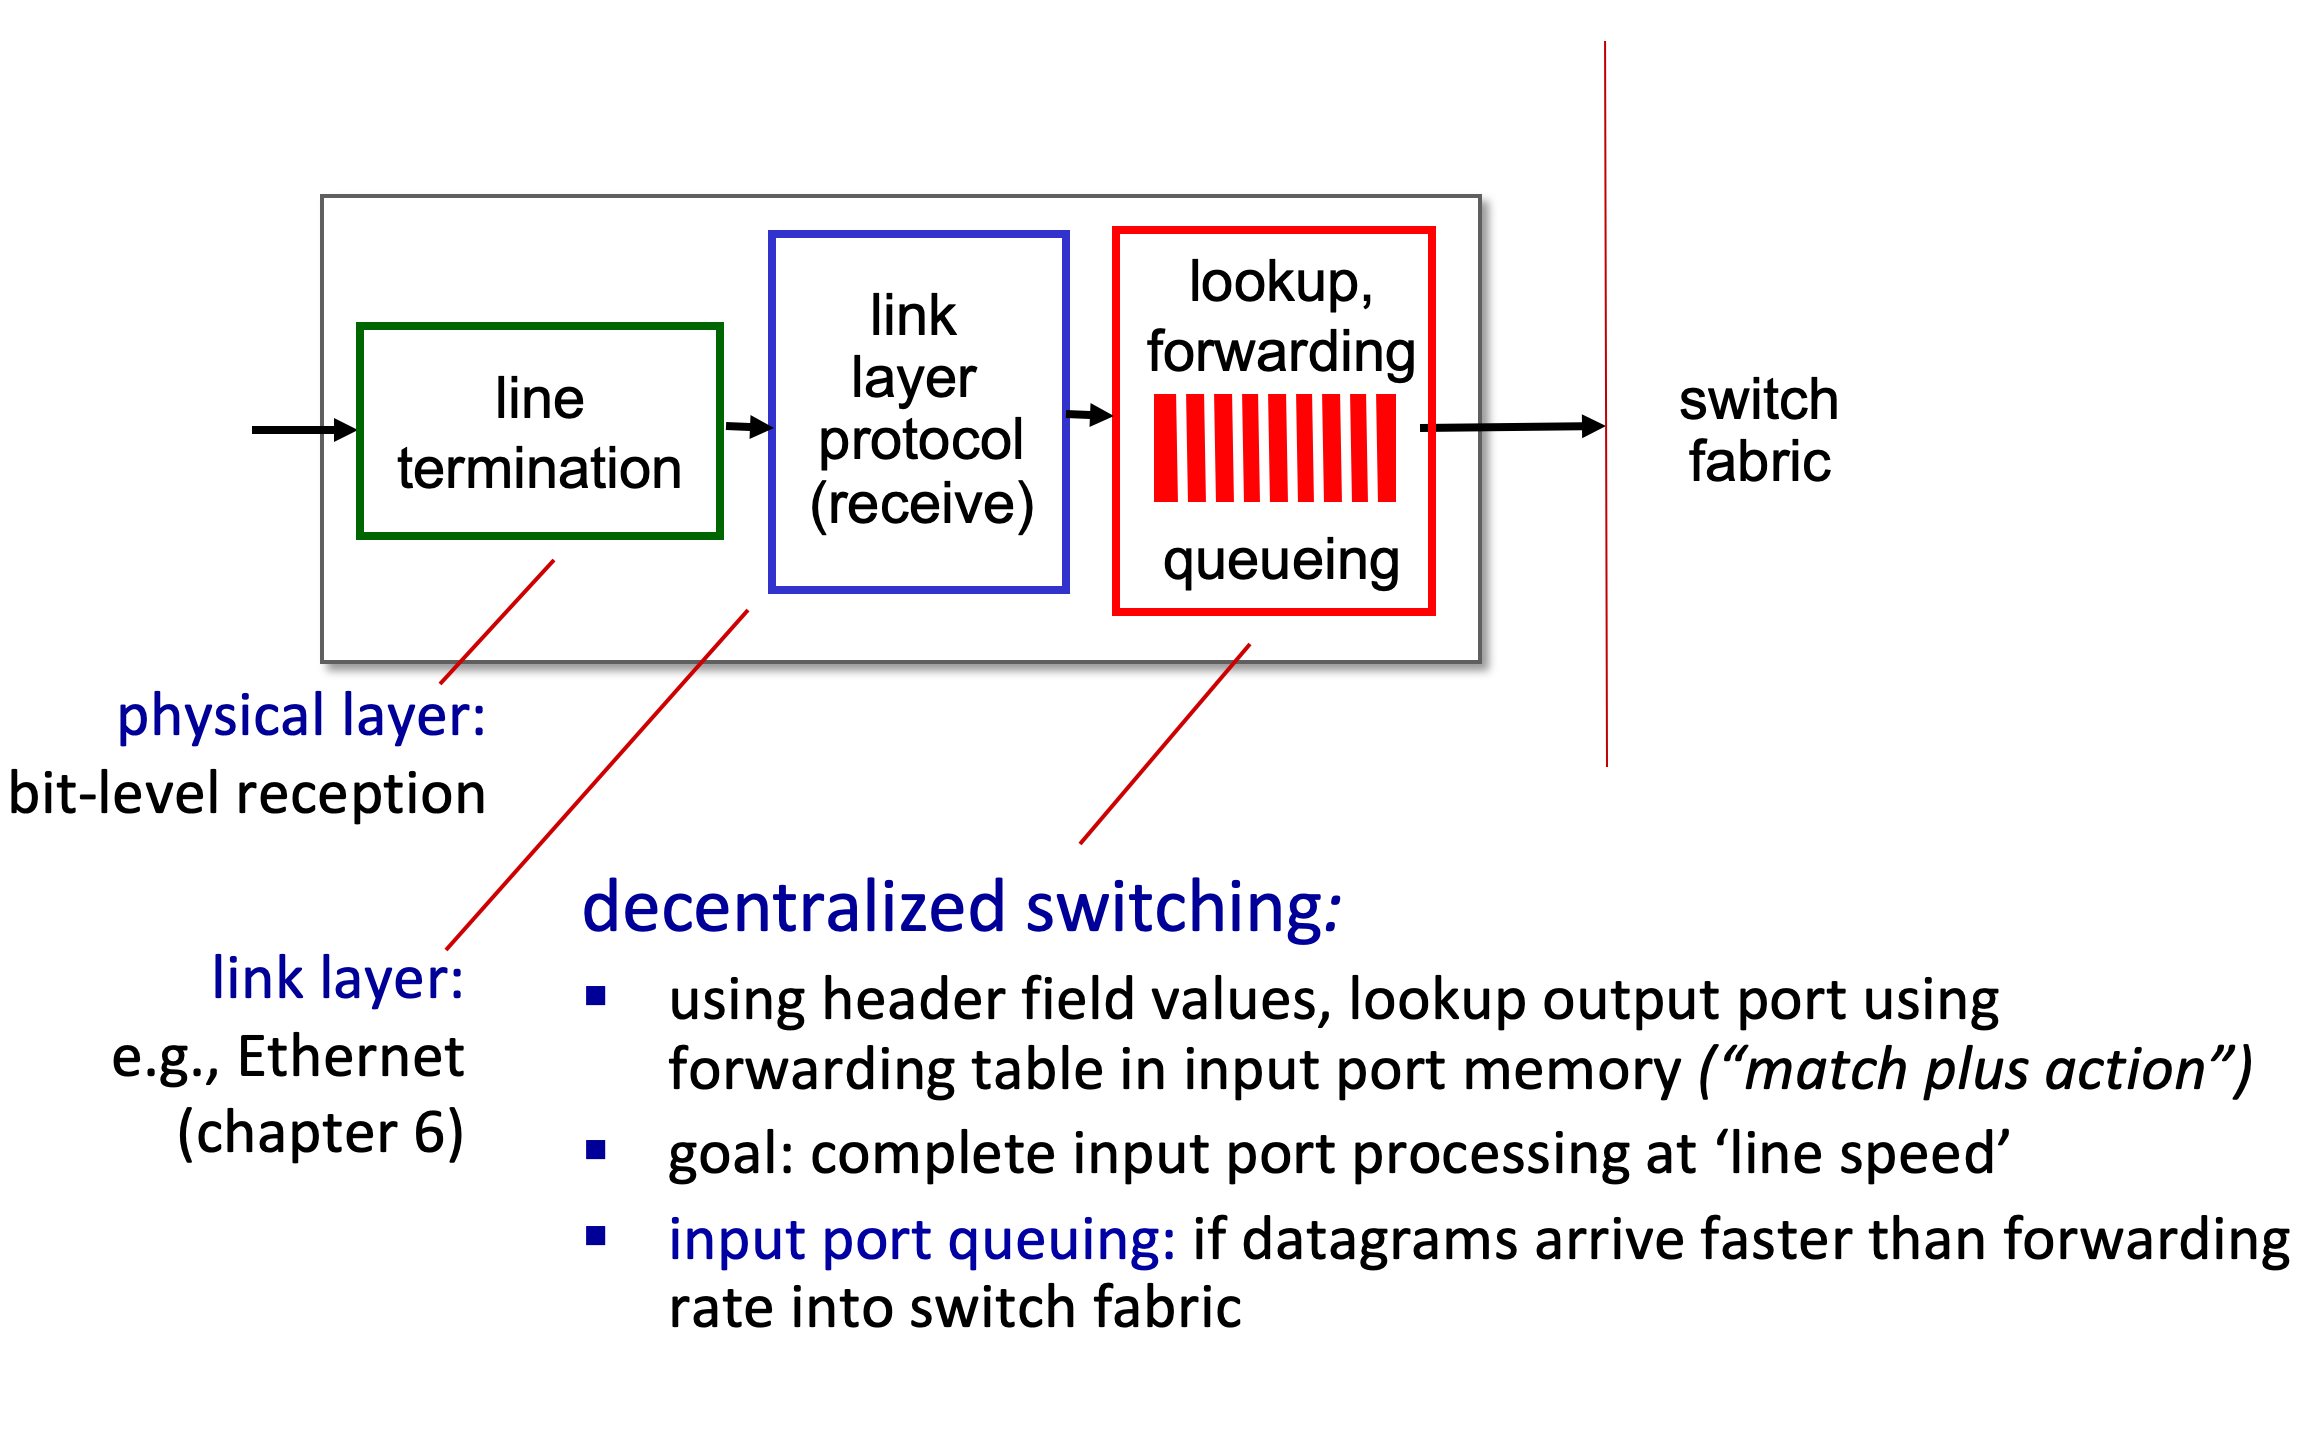 line
termination
link
layer
protocol
(receive)
lookup,
forwarding
queueing
switch
fabric
physical layer:
bit-level reception
link layer:
e.g., Ethernet
(chapter 6)
decentralized switching:
▪ using header field values, lookup output port using
forwarding table in input port memory (“match plus action”)
▪ goal: complete input port processing at ‘line speed’
▪ input port queuing: if datagrams arrive faster than forwarding
rate into switch fabric